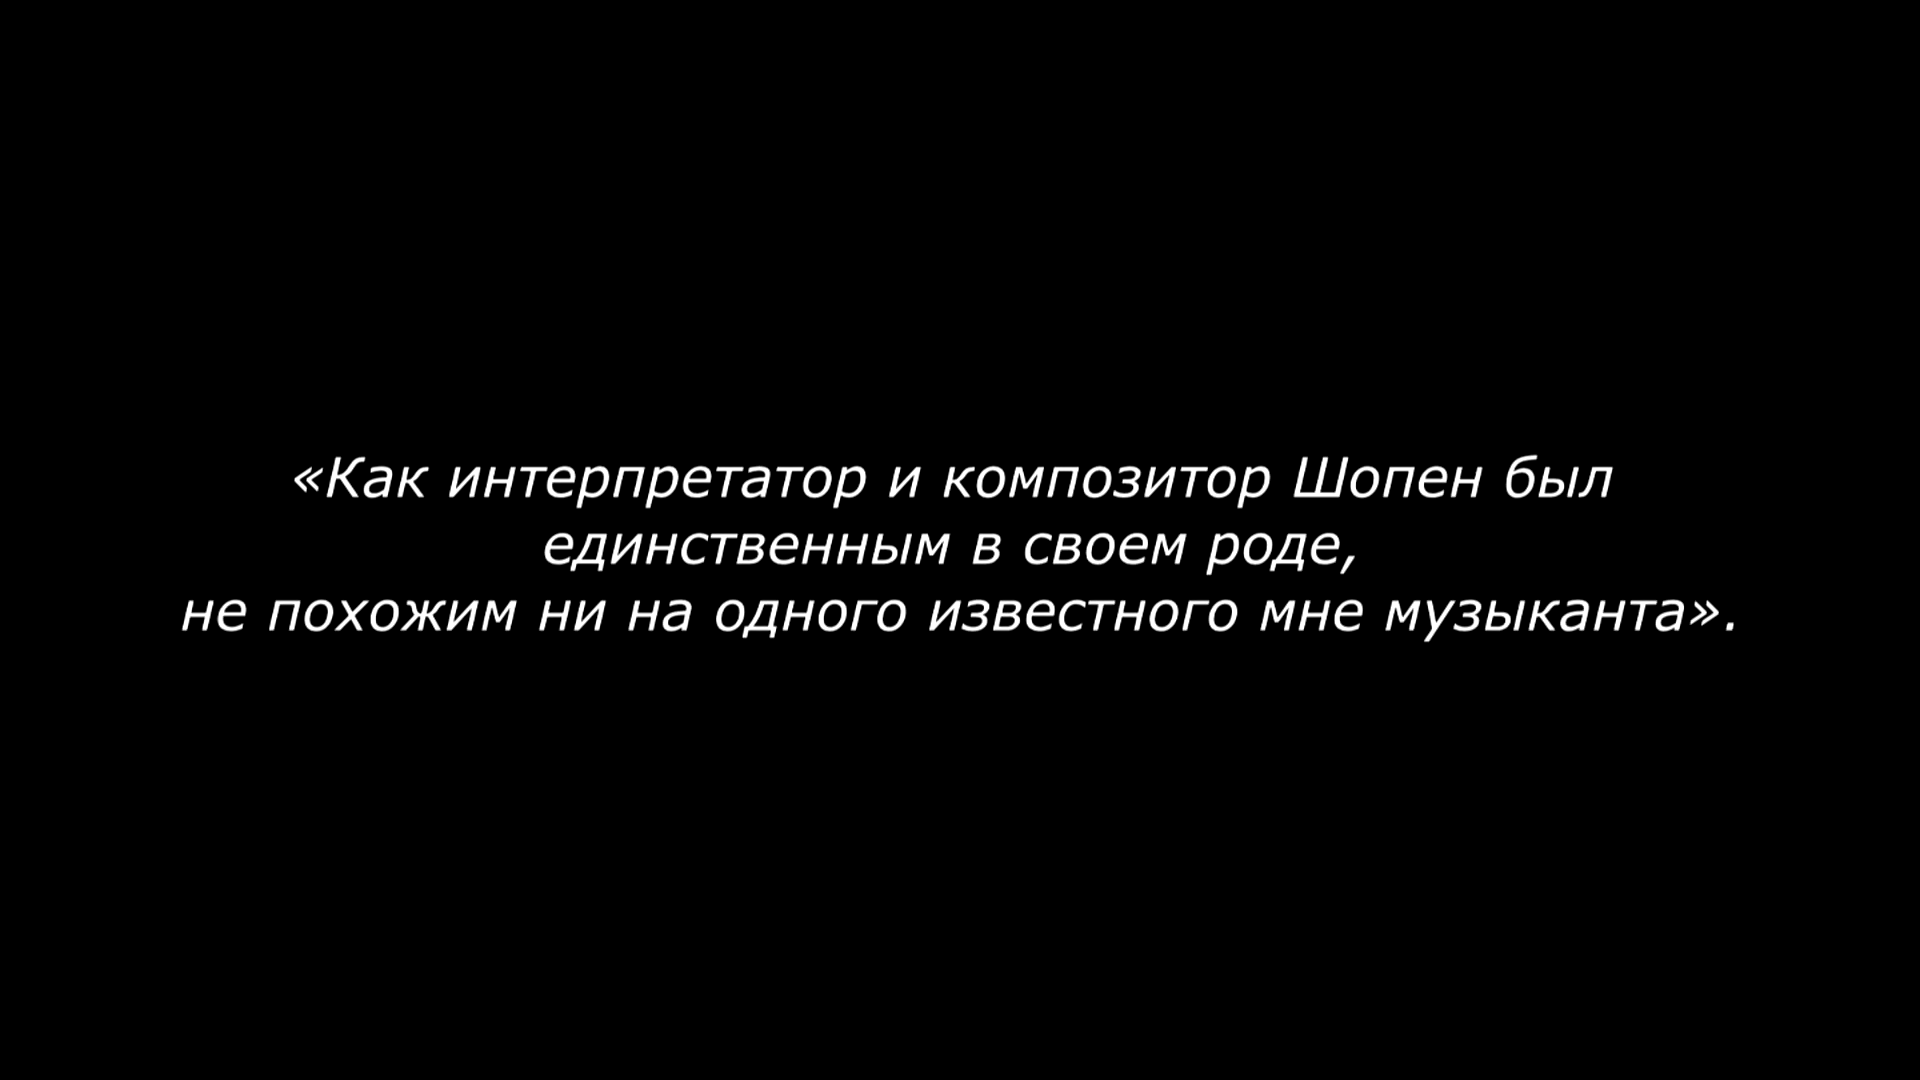 «Как интерпретатор и композитор Шопен был
единственным в своем роде,
не похожим ни на одного известного мне музыканта».